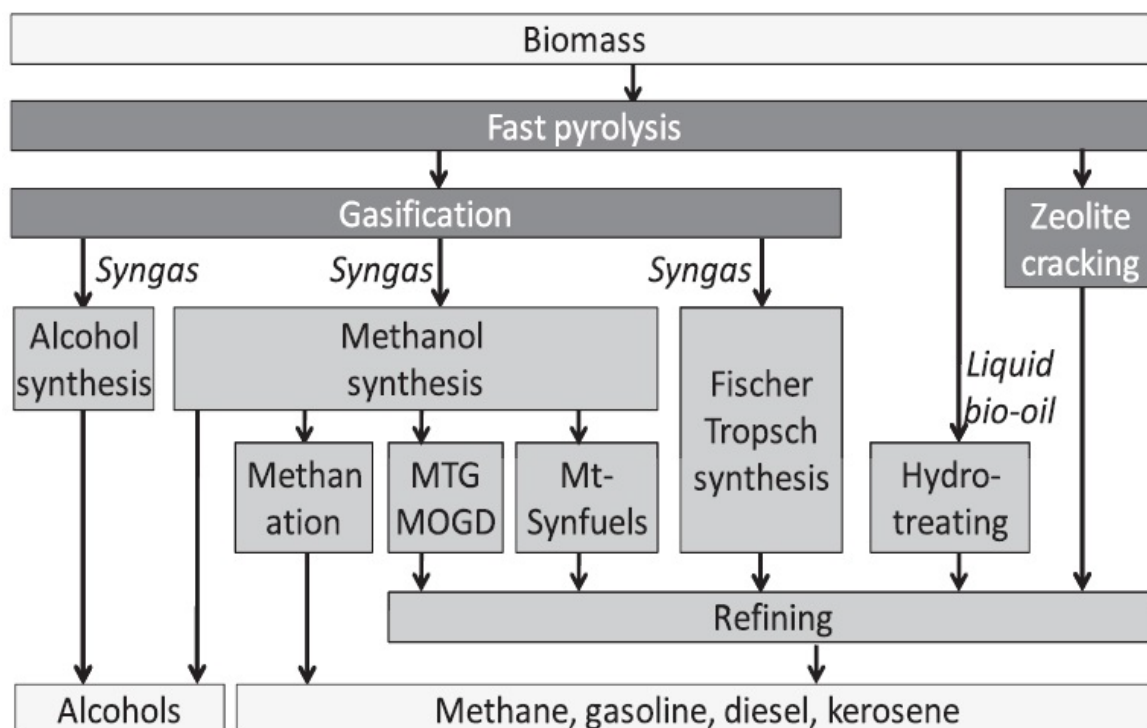 Biomass
Fast pyrolysis
Gasification
Zeolite
cracking
Syngas
Syngas
Syngas
Alcohol
synthesis
Methanol
synthesis
Fischer
Tropsch
synthesis
Liquid
bio-oil
Methan
ation
MTG
MOGD
Mt-
Synfuels
Hydro-
treating
Refining
Alcohols
Methane, gasoline, diesel, kerosene